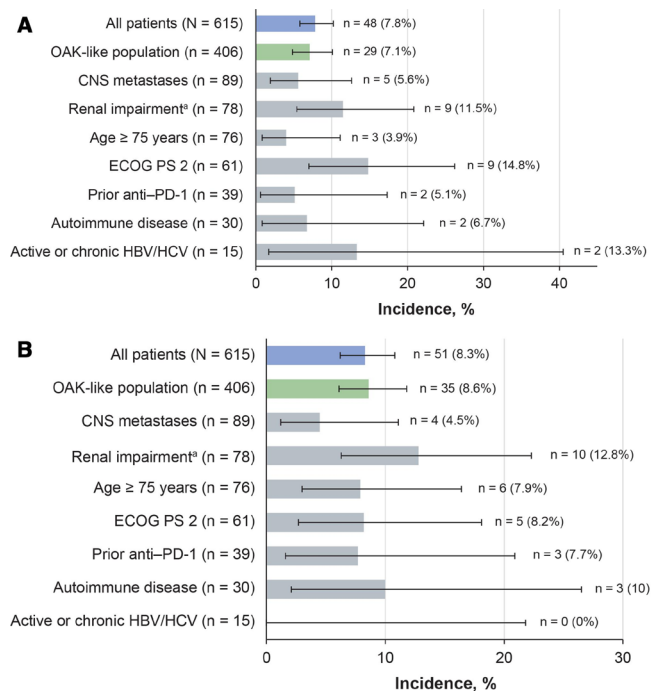 A
All patients (N = 615) n = 48 (7.8%)
OAK-like population (n = 406) n = 29 (7.1%)
CNS metastases (n = 89) n = 5 (5.6%)
Renal impairmentᵃ (n = 78) n = 9 (11.5%)
Age ≥ 75 years (n = 76) n = 3 (3.9%)
ECOG PS 2 (n = 61) n = 9 (14.8%)
Prior anti–PD-1 (n = 39) n = 2 (5.1%)
Autoimmune disease (n = 30) n = 2 (6.7%)
Active or chronic HBV/HCV (n = 15) n = 2 (13.3%)
0 10 20 30 40
Incidence, %
B
All patients (N = 615) n = 51 (8.3%)
OAK-like population (n = 406) n = 35 (8.6%)
CNS metastases (n = 89) n = 4 (4.5%)
Renal impairmentᵃ (n = 78) n = 10 (12.8%)
Age ≥ 75 years (n = 76) n = 6 (7.9%)
ECOG PS 2 (n = 61) n = 5 (8.2%)
Prior anti–PD-1 (n = 39) n = 3 (7.7%)
Autoimmune disease (n = 30) n = 3 (10)
Active or chronic HBV/HCV (n = 15) n = 0 (0%)
0 10 20 30
Incidence, %